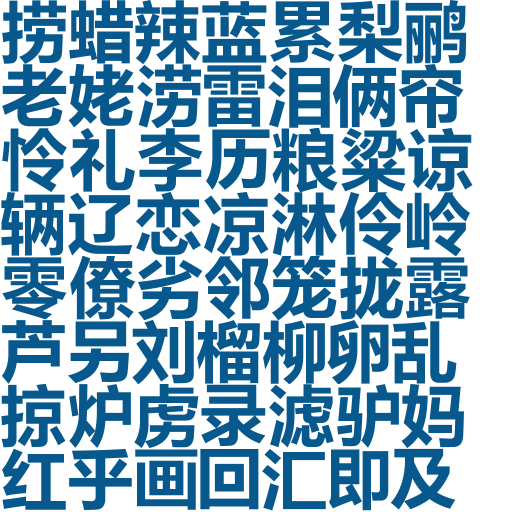 捞蜡辣蓝累梨鹂
老姥涝雷泪俩帘
怜礼李历粮粱谅
辆辽恋凉淋伶岭
零僚劣邻笼拢露
芦另刘榴柳卵乱
掠炉虏录滤驴妈
红乎画回汇即及